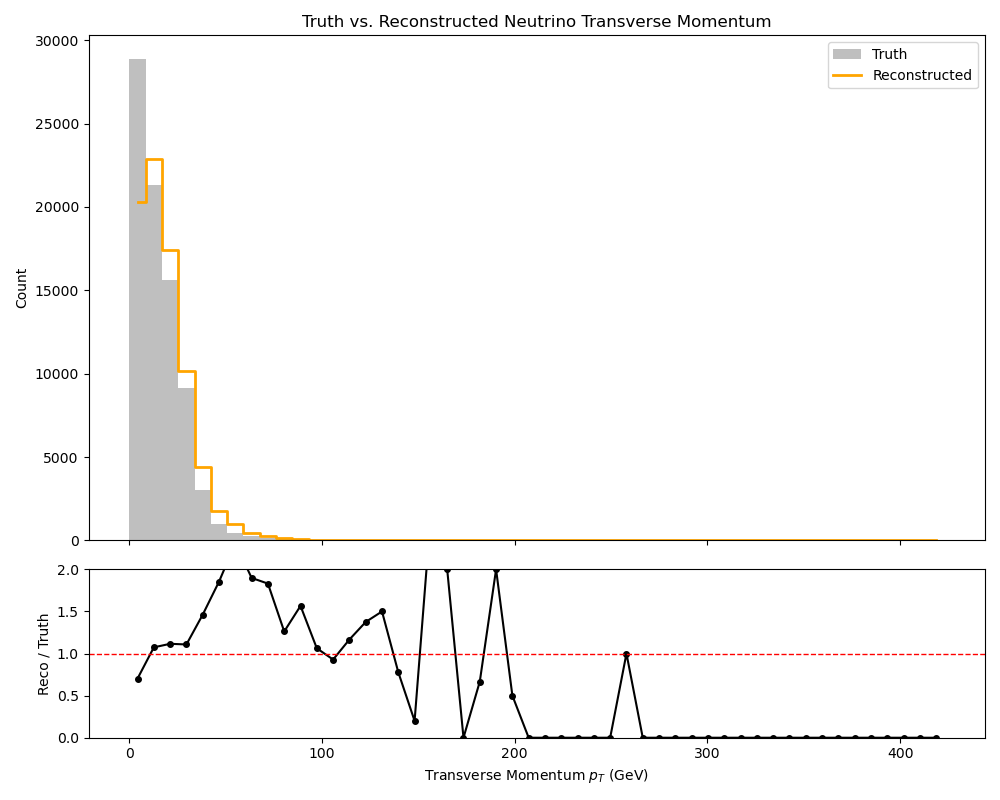 Truth vs. Reconstructed Neutrino Transverse Momentum
30000
25000
20000
15000
10000
5000
0
Count
Truth
Reconstructed
2.0
1.5
1.0
0.5
0.0
Reco / Truth
0 100 200 300 400
Transverse Momentum $p_T$ (GeV)